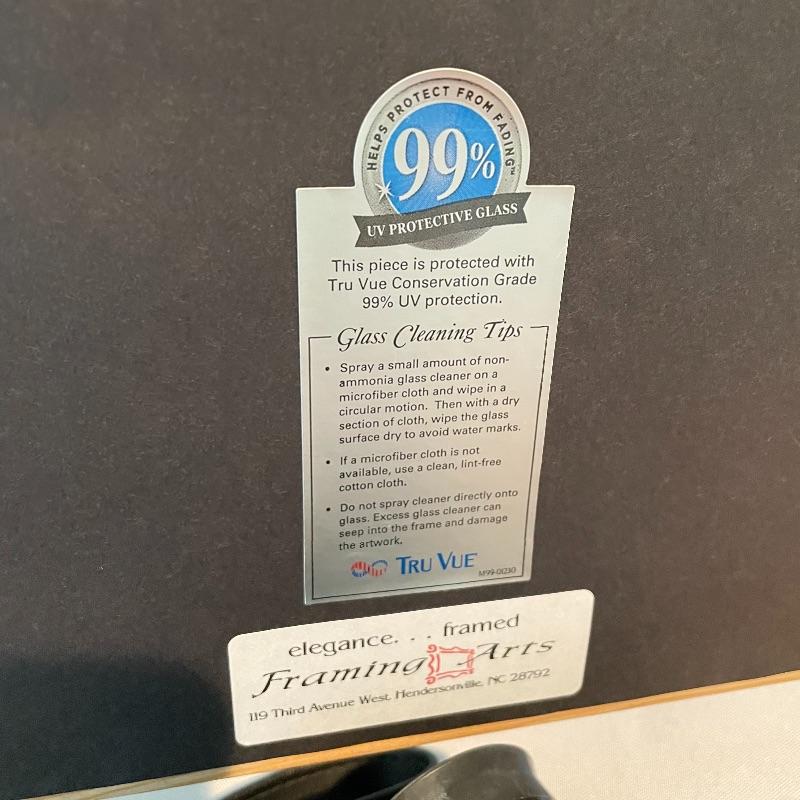 HELPS PROTECT FROM FADING™
99%
UV PROTECTIVE GLASS
This piece is protected with
Tru Vue Conservation Grade
99% UV protection.
Glass Cleaning Tips
• Spray a small amount of non-
ammonia glass cleaner on a
microfiber cloth and wipe in a
circular motion. Then with a dry
section of cloth, wipe the glass
surface dry to avoid water marks.
• If a microfiber cloth is not
available, use a clean, lint-free
cotton cloth.
• Do not spray cleaner directly onto
glass. Excess glass cleaner can
seep into the frame and damage
the artwork.
TRU VUE
M99-0030
elegance. . . framed
Framing Arts
119 Third Avenue West, Hendersonville, NC 28792